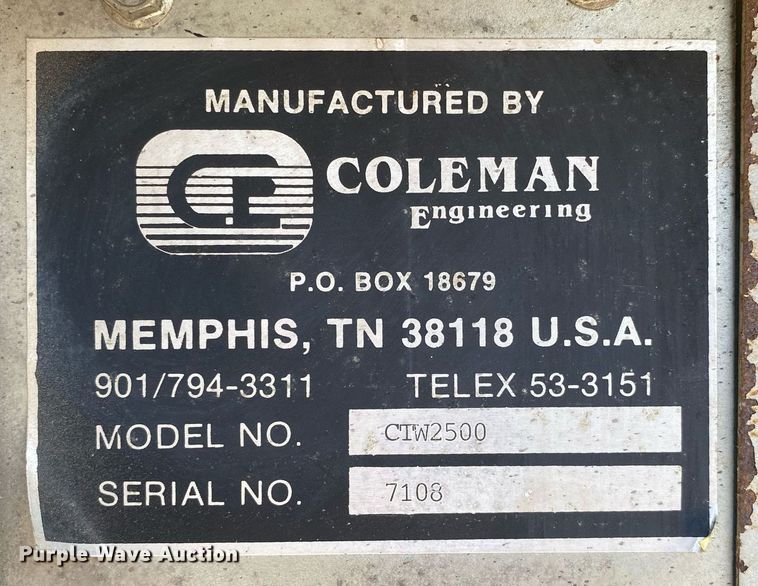 MANUFACTURED BY
CP COLEMAN
Engineering
P.O. BOX 18679
MEMPHIS, TN 38118 U.S.A.
901/794-3311 TELEX 53-3151
MODEL NO. CTW2500
SERIAL NO. 7108
Purple Wave Auction